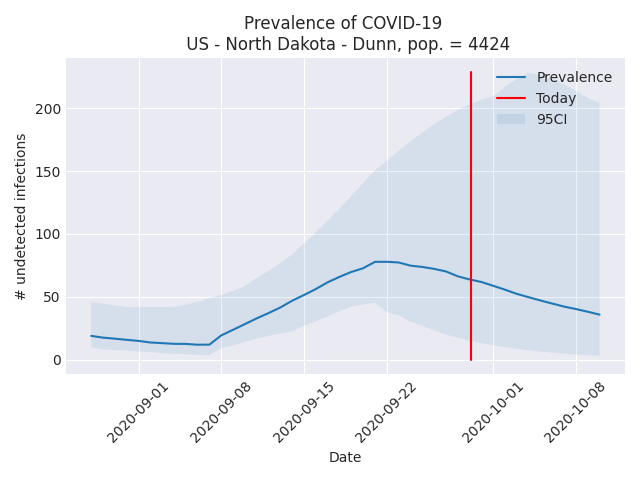 Prevalence of COVID-19
US - North Dakota - Dunn, pop. = 4424
Prevalence
Today
95CI
# undetected infections
200
150
100
50
0
2020-09-01
2020-09-08
2020-09-15
2020-09-22
2020-10-01
2020-10-08
Date